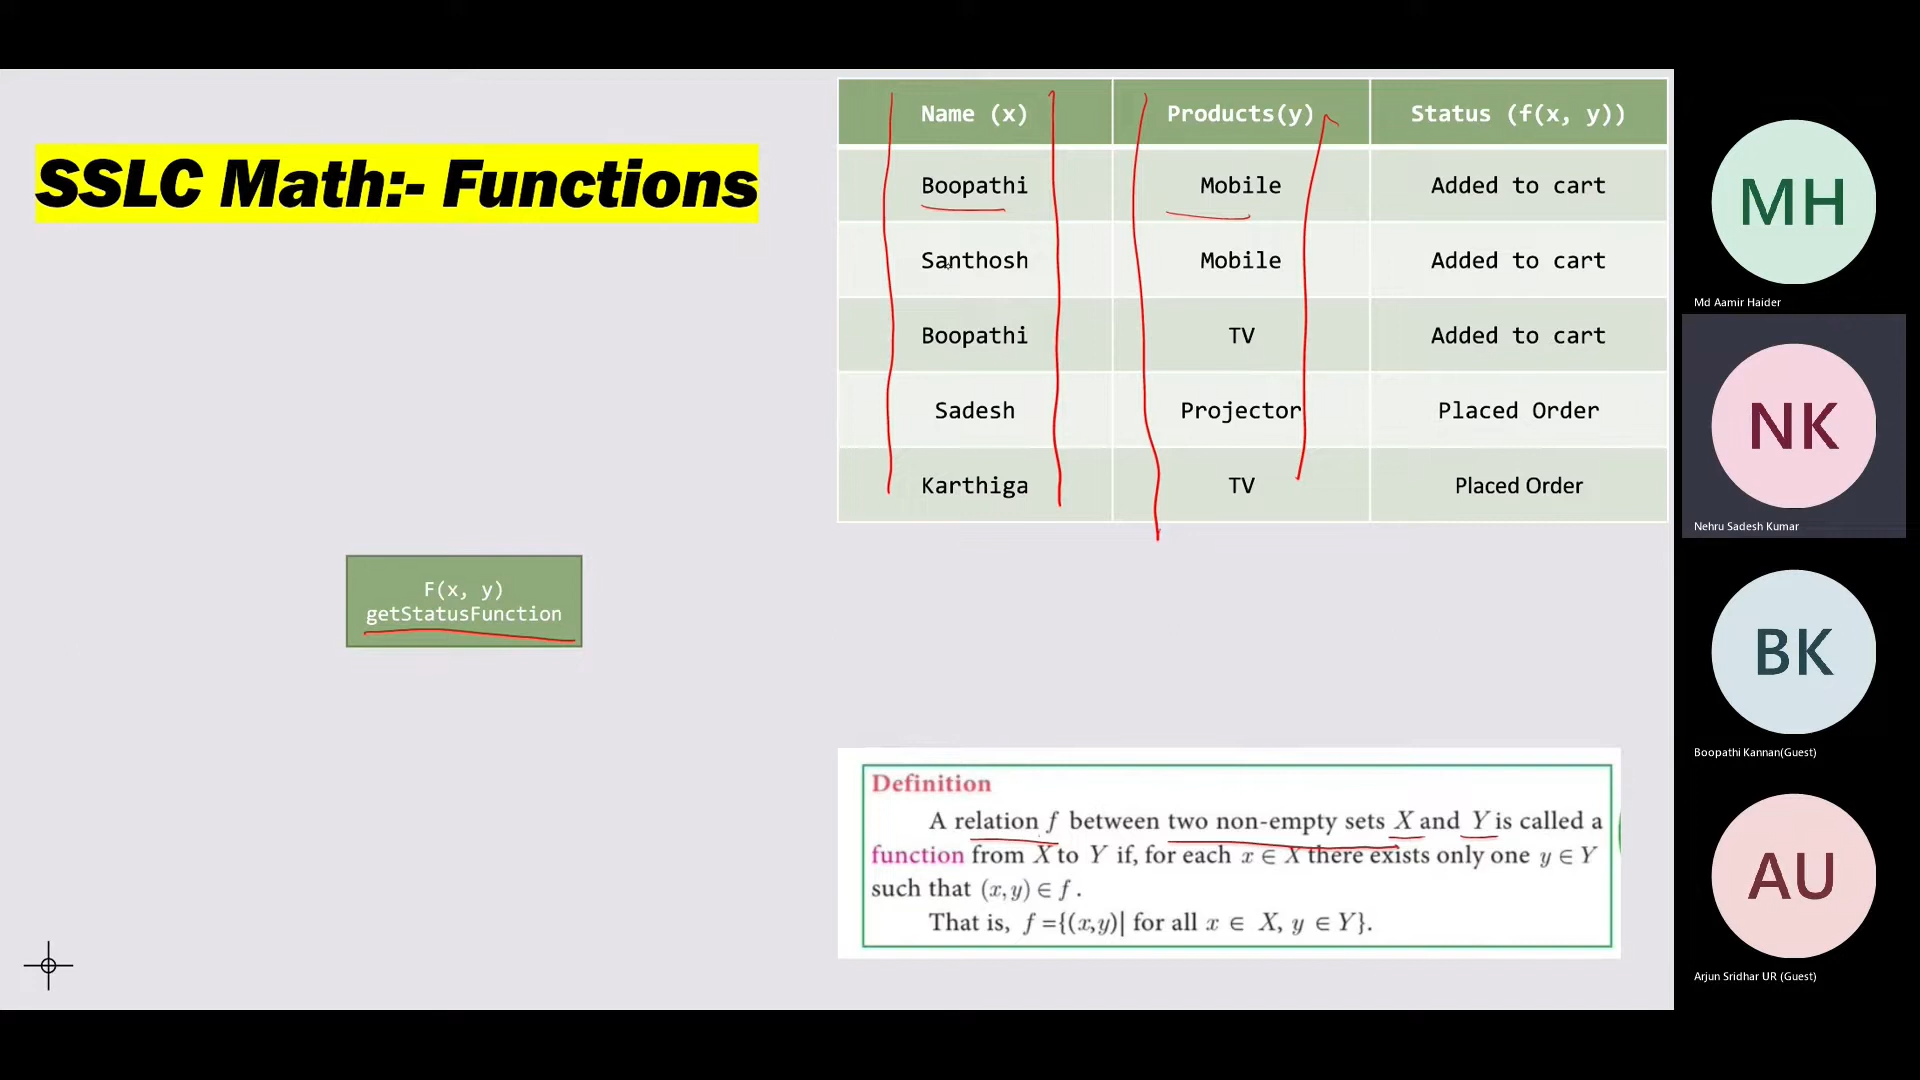 SSLC Math:- Functions
Name (x) Products(y) Status (f(x, y))
Boopathi Mobile Added to cart
Santhosh Mobile Added to cart
Boopathi TV Added to cart
Sadesh Projector Placed Order
Karthiga TV Placed Order
F(x, y)
getStatusFunction
Definition
A relation f between two non-empty sets X and Y is called a
function from X to Y if, for each x ∈ X there exists only one y ∈ Y
such that (x,y) ∈ f .
That is, f ={(x,y)| for all x ∈ X, y ∈ Y}.
MH
Md Aamir Haider
NK
Nehru Sadesh Kumar
BK
Boopathi Kannan(Guest)
AU
Arjun Sridhar UR (Guest)